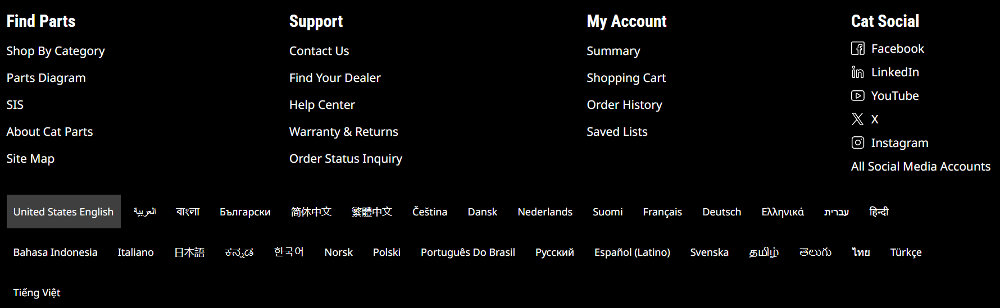 Find Parts
Shop By Category
Parts Diagram
SIS
About Cat Parts
Site Map
Support
Contact Us
Find Your Dealer
Help Center
Warranty & Returns
Order Status Inquiry
My Account
Summary
Shopping Cart
Order History
Saved Lists
Cat Social
Facebook
LinkedIn
YouTube
X
Instagram
All Social Media Accounts
United States English العربية বাংলা Български 简体中文 繁體中文 Čeština Dansk Nederlands Suomi Français Deutsch Ελληνικά עברית हिन्दी
Bahasa Indonesia Italiano 日本語 ಕನ್ನಡ 한국어 Norsk Polski Português Do Brasil Русский Español (Latino) Svenska தமிழ் తెలుగు ไทย Türkçe
Tiếng Việt